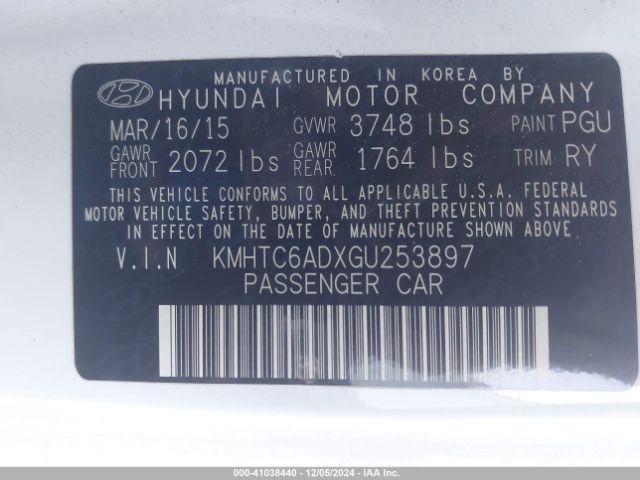 MANUFACTURED IN KOREA BY
HYUNDAI MOTOR COMPANY
MAR/16/15 GVWR 3748 lbs PAINT PGU
GAWR FRONT 2072 lbs GAWR REAR. 1764 lbs TRIM RY
THIS VEHICLE CONFORMS TO ALL APPLICABLE U.S.A. FEDERAL
MOTOR VEHICLE SAFETY, BUMPER, AND THEFT PREVENTION STANDARDS
IN EFFECT ON THE DATE OF MANUFACTURE SHOWN ABOVE.
V.I.N KMHTC6ADXGU253897
PASSENGER CAR
000-41038440 - 12/05/2024 - IAAI.com